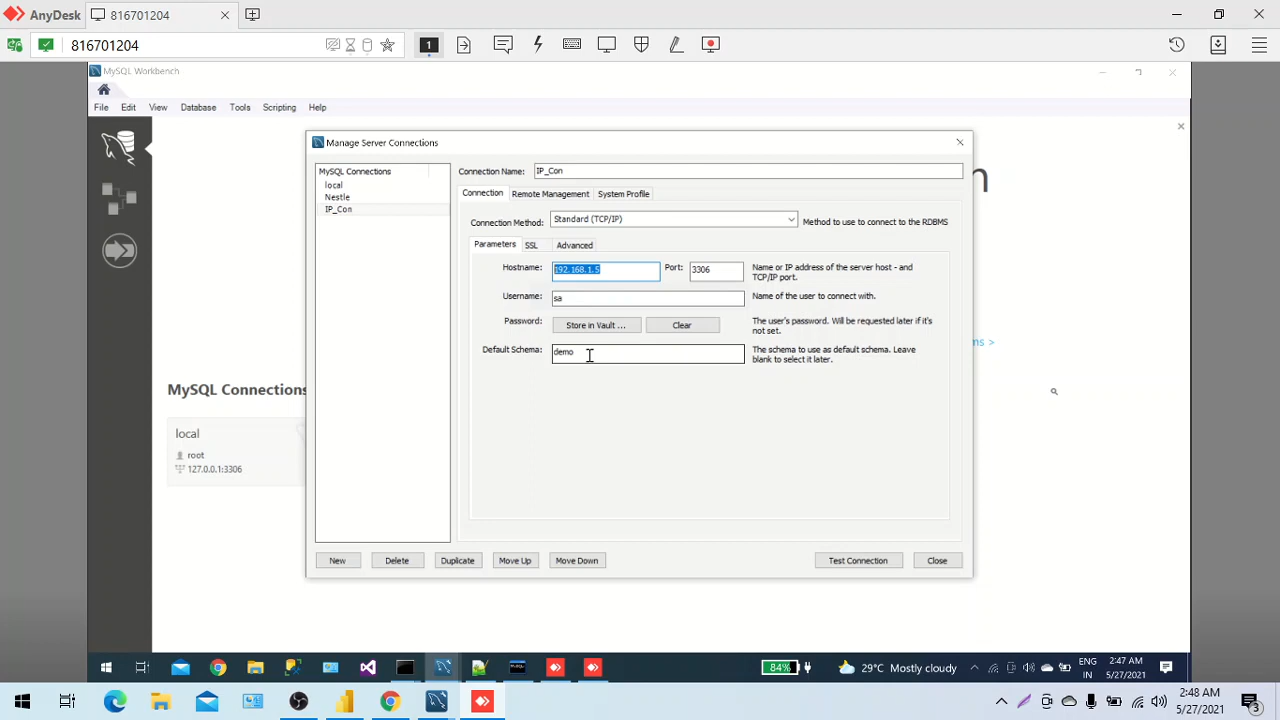 AnyDesk
816701204
816701204
1
MySQL Workbench
File Edit View Database Tools Scripting Help
Manage Server Connections
MySQL Connections
local
Nestle
IP_Con
Connection Name: IP_Con
Connection Remote Management System Profile
Connection Method: Standard (TCP/IP) Method to use to connect to the RDBMS
Parameters SSL Advanced
Hostname: 192.168.1.5 Port: 3306 Name or IP address of the server host - and
TCP/IP port.
Username: sa Name of the user to connect with.
Password: Store in Vault ... Clear The user's password. Will be requested later if it's
not set.
Default Schema: demo The schema to use as default schema. Leave
blank to select it later.
n
ms >
MySQL Connections
local
root
127.0.0.1:3306
New Delete Duplicate Move Up Move Down Test Connection Close
84% 29°C Mostly cloudy ENG
IN 2:47 AM
5/27/2021
2:48 AM
5/27/2021
3